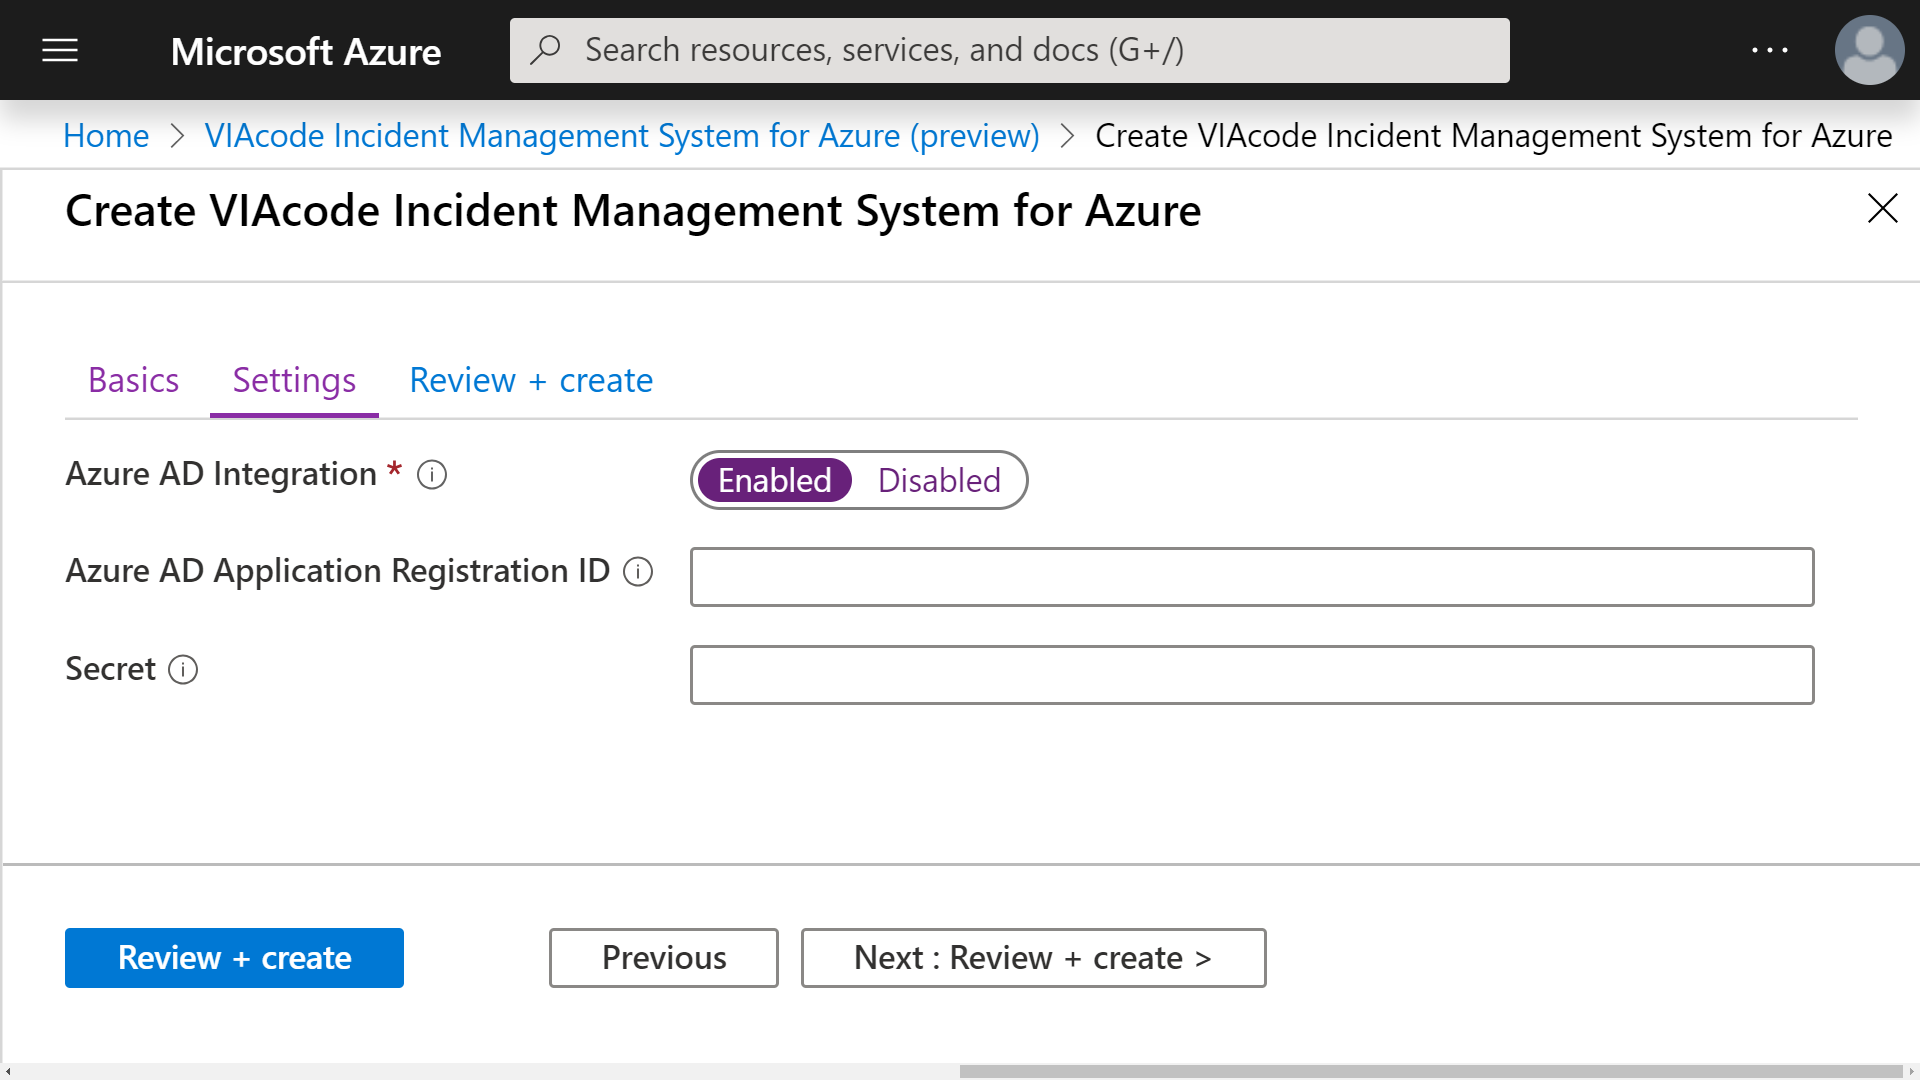 Microsoft Azure
Search resources, services, and docs (G+/)
Home > VIAcode Incident Management System for Azure (preview) > Create VIAcode Incident Management System for Azure
Create VIAcode Incident Management System for Azure
Basics Settings Review + create
Azure AD Integration * Enabled Disabled
Azure AD Application Registration ID
Secret
Review + create Previous Next : Review + create >